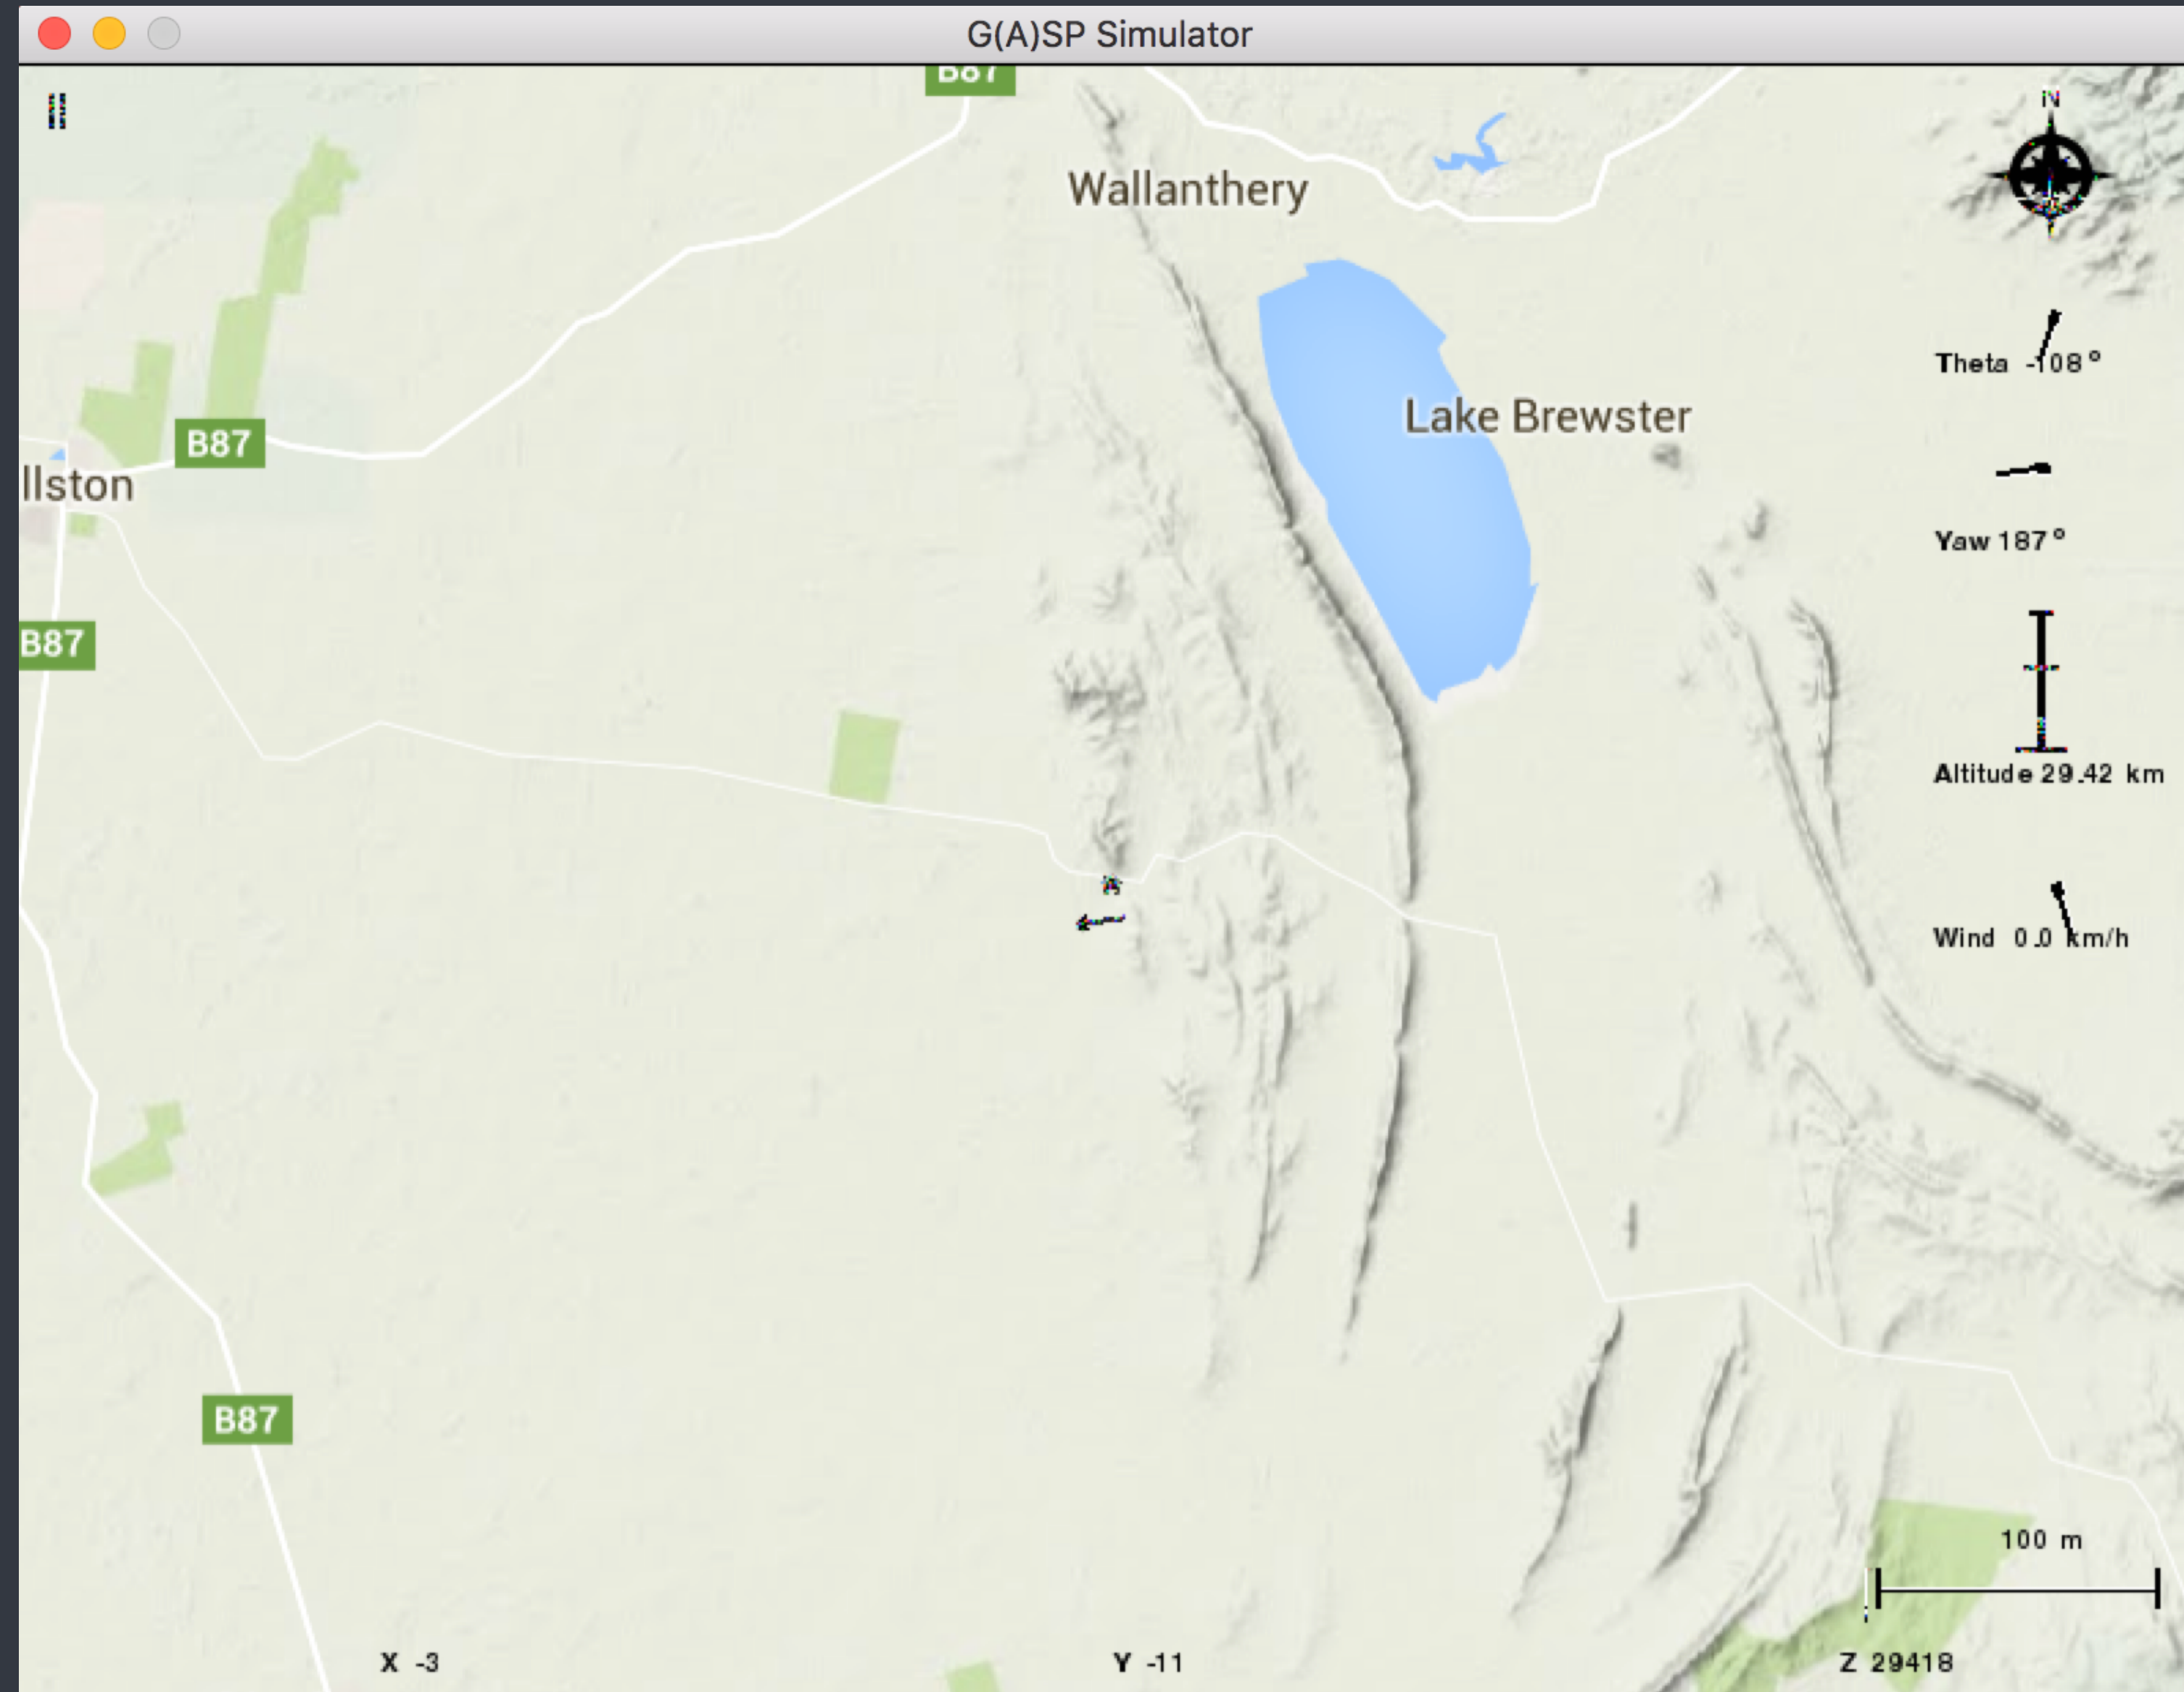 G(A)SP Simulator
B87
N
Wallanthery
Theta -108°
Lake Brewster
B87
llston
Yaw 187°
B87
Altitude 29.42 km
Wind 0.0 km/h
B87
100 m
X -3
Y -11
Z 29418